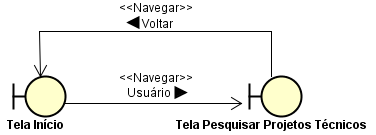 <<Navegar>>
Voltar
<<Navegar>>
Usuário
Tela Início
Tela Pesquisar Projetos Técnicos